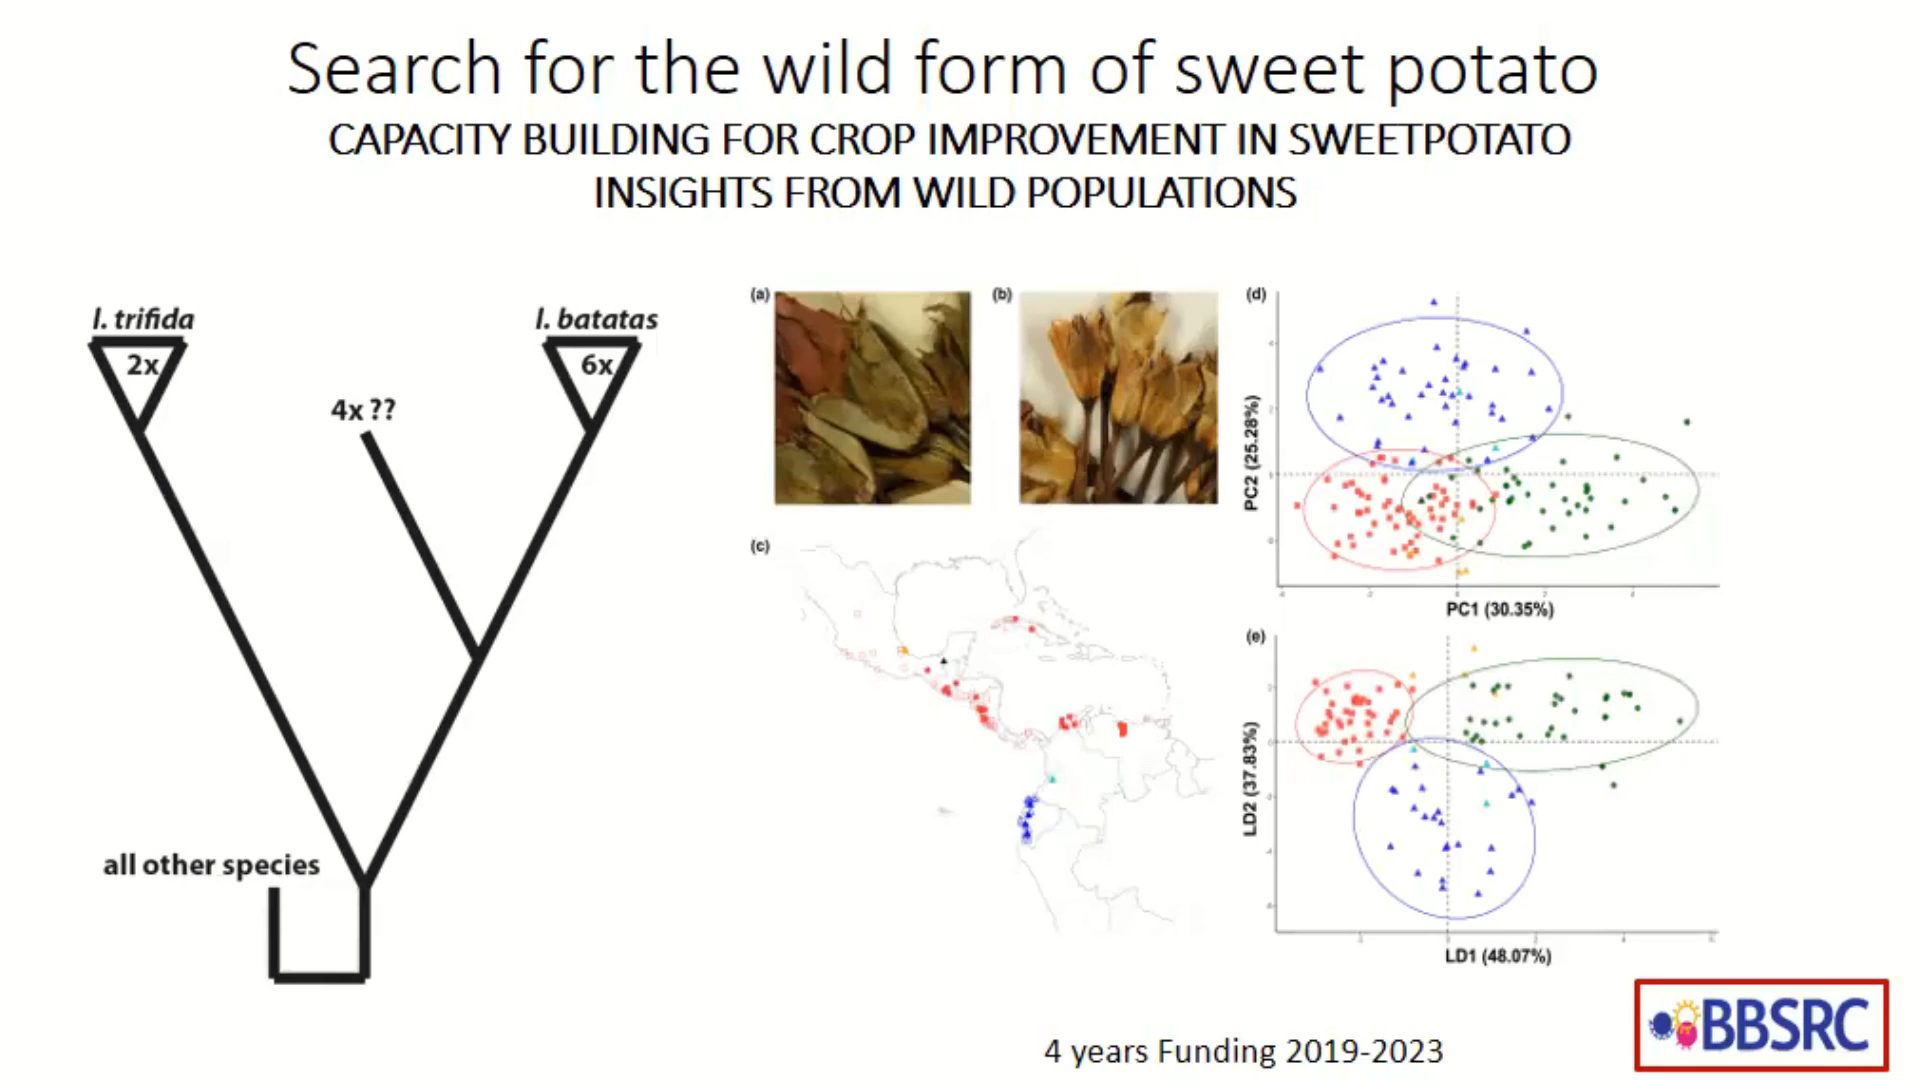 Search for the wild form of sweet potato
CAPACITY BUILDING FOR CROP IMPROVEMENT IN SWEETPOTATO
INSIGHTS FROM WILD POPULATIONS
I. trifida
2x
4x ??
I. batatas
6x
all other species
(a)
(b)
(c)
(d)
PC2 (25.28%)
PC1 (30.35%)
(e)
LD2 (37.83%)
LD1 (48.07%)
4 years Funding 2019-2023
BBSRC